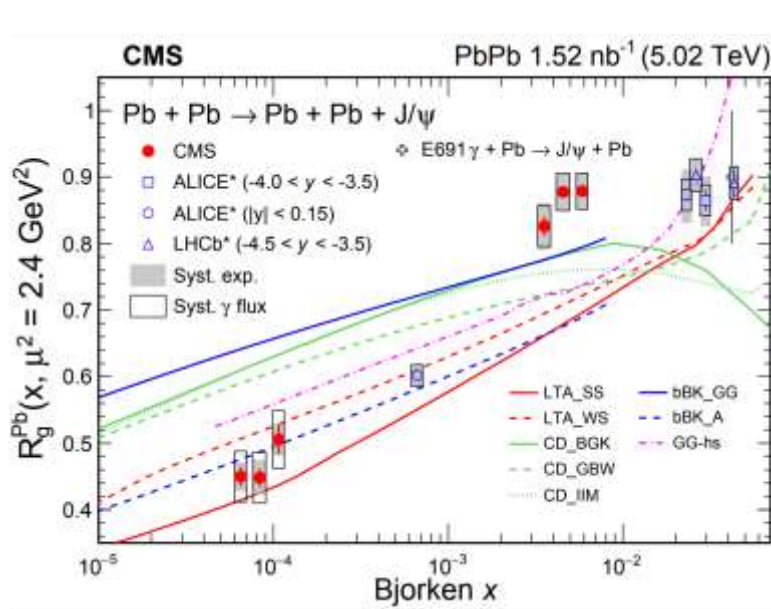 CMS PbPb 1.52 nb⁻¹ (5.02 TeV)
R_g^Pb(x, μ² = 2.4 GeV²)
1
0.9
0.8
0.7
0.6
0.5
0.4
Pb + Pb → Pb + Pb + J/ψ
CMS
E691 γ + Pb → J/ψ + Pb
ALICE* (-4.0 < y < -3.5)
ALICE* (|y| < 0.15)
LHCb* (-4.5 < y < -3.5)
Syst. exp.
Syst. γ flux
LTA_SS
LTA_WS
CD_BGK
CD_GBW
CD_IIM
bBK_GG
bBK_A
GG-hs
10⁻⁵ 10⁻⁴ 10⁻³ 10⁻²
Bjorken x